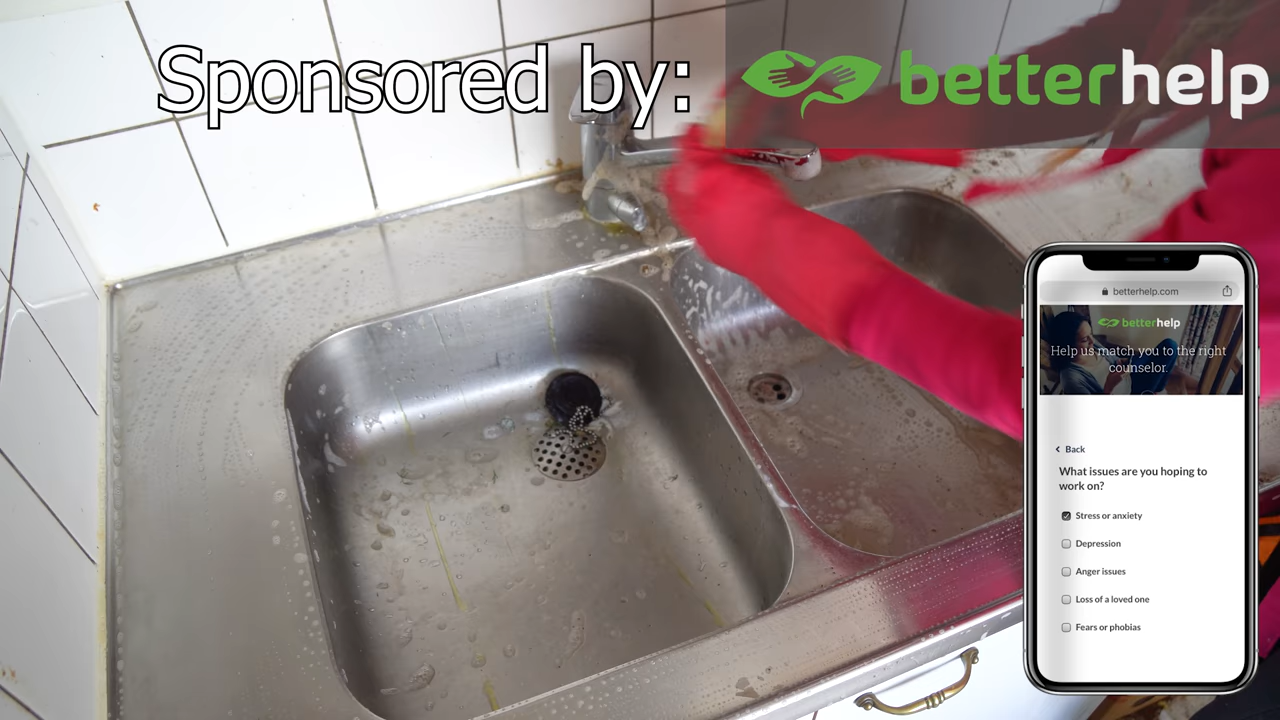 Sponsored by:
betterhelp
betterhelp.com
betterhelp
Help us match you to the right
counselor.
Back
What issues are you hoping to
work on?
Stress or anxiety
Depression
Anger issues
Loss of a loved one
Fears or phobias